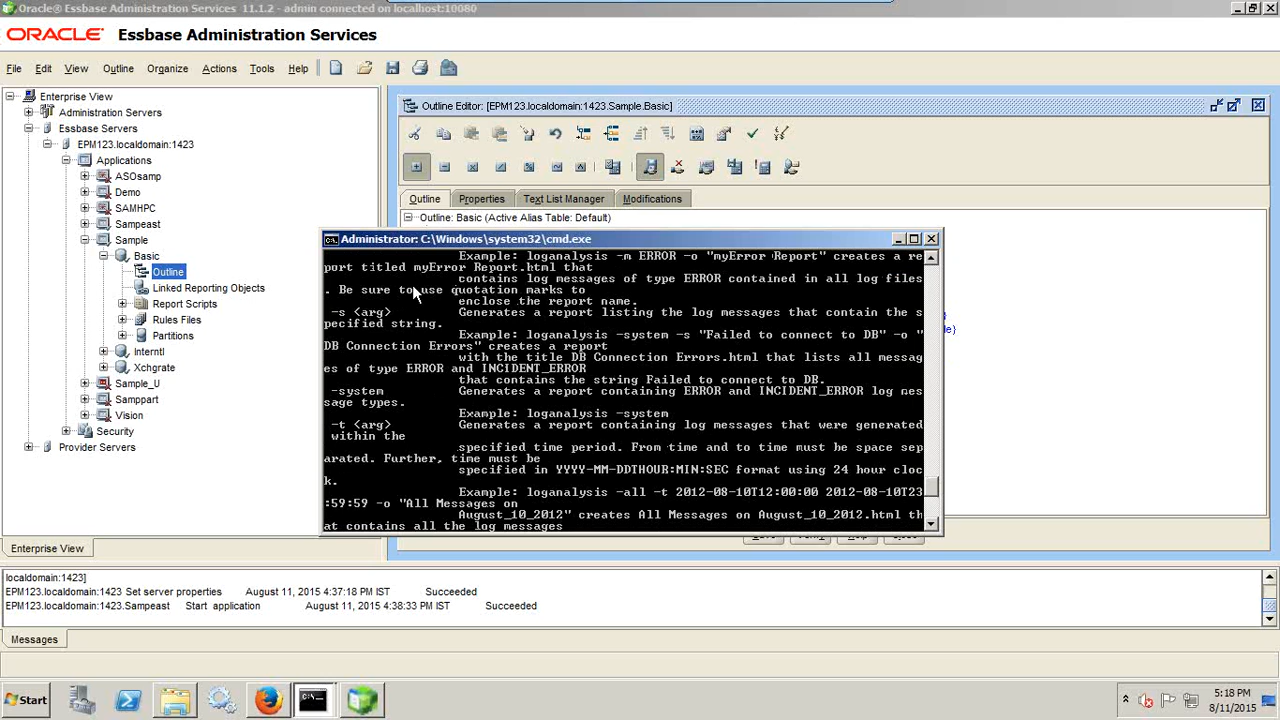 Oracle® Essbase Administration Services 11.1.2 - admin connected on localhost:10080
ORACLE® Essbase Administration Services
File Edit View Outline Organize Actions Tools Help
Enterprise View
Administration Servers
Essbase Servers
EPM123.localdomain:1423
Applications
ASOsamp
Demo
SAMHPC
Sampeast
Sample
Basic
Outline
Linked Reporting Objects
Report Scripts
Rules Files
Partitions
Interntl
Xchgrate
Sample_U
Samppart
Vision
Security
Provider Servers
Enterprise View
Outline Editor: [EPM123.localdomain:1423.Sample.Basic]
Outline Properties Text List Manager Modifications
Outline: Basic (Active Alias Table: Default)
Administrator: C:\Windows\system32\cmd.exe
Example: loganalysis -m ERROR -o "myError Report" creates a re
port titled myError Report.html that
contains log messages of type ERROR contained in all log files
. Be sure to use quotation marks to
enclose the report name.
-s <arg> Generates a report listing the log messages that contain the s
pecified string.
Example: loganalysis -system -s "Failed to connect to DB" -o "
DB Connection Errors" creates a report
with the title DB Connection Errors.html that lists all messag
es of type ERROR and INCIDENT_ERROR
that contains the string Failed to connect to DB.
-system Generates a report containing ERROR and INCIDENT_ERROR log mes
sage types.
Example: loganalysis -system
-t <arg> Generates a report containing log messages that were generated
within the
specified time period. From time and to time must be space sep
arated. Further, time must be
specified in YYYY-MM-DDTHOUR:MIN:SEC format using 24 hour cloc
k.
Example: loganalysis -all -t 2012-08-10T12:00:00 2012-08-10T23
:59:59 -o "All Messages on
August_10_2012" creates All Messages on August_10_2012.html th
at contains all the log messages
localdomain:1423]
EPM123.localdomain:1423 Set server properties August 11, 2015 4:37:18 PM IST Succeeded
EPM123.localdomain:1423.Sampeast Start application August 11, 2015 4:38:33 PM IST Succeeded
Messages
Start
5:18 PM
8/11/2015